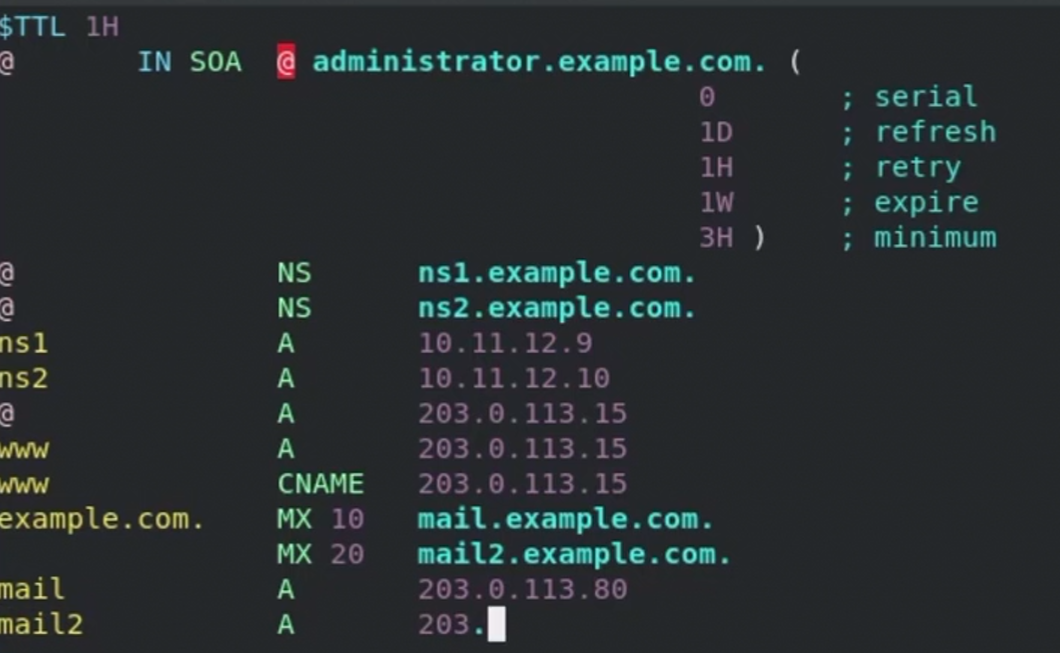 $TTL 1H
@ IN SOA @ administrator.example.com. (
0 ; serial
1D ; refresh
1H ; retry
1W ; expire
3H ) ; minimum
@ NS ns1.example.com.
@ NS ns2.example.com.
ns1 A 10.11.12.9
ns2 A 10.11.12.10
@ A 203.0.113.15
www A 203.0.113.15
www CNAME 203.0.113.15
example.com. MX 10 mail.example.com.
MX 20 mail2.example.com.
mail A 203.0.113.80
mail2 A 203.